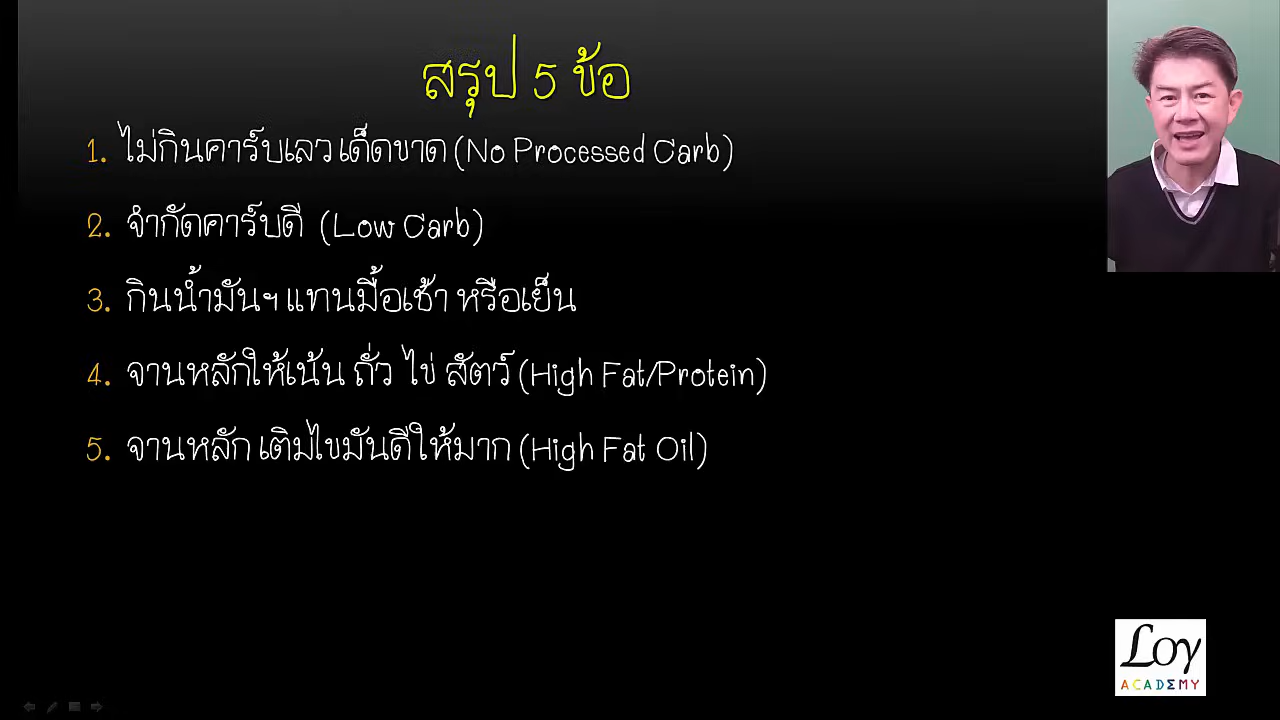 สรุป 5 ข้อ
1. ไม่กินคาร์บเลว เด็ดขาด (No Processed Carb)
2. จำกัดคาร์บดี (Low Carb)
3. กินน้ำมันฯ แทนมื้อเช้า หรือเย็น
4. จานหลักให้เน้น ถั่ว ไข่ สัตว์ (High Fat/Protein)
5. จานหลัก เติมไขมันดีให้มาก (High Fat Oil)
Loy
ACADEMY